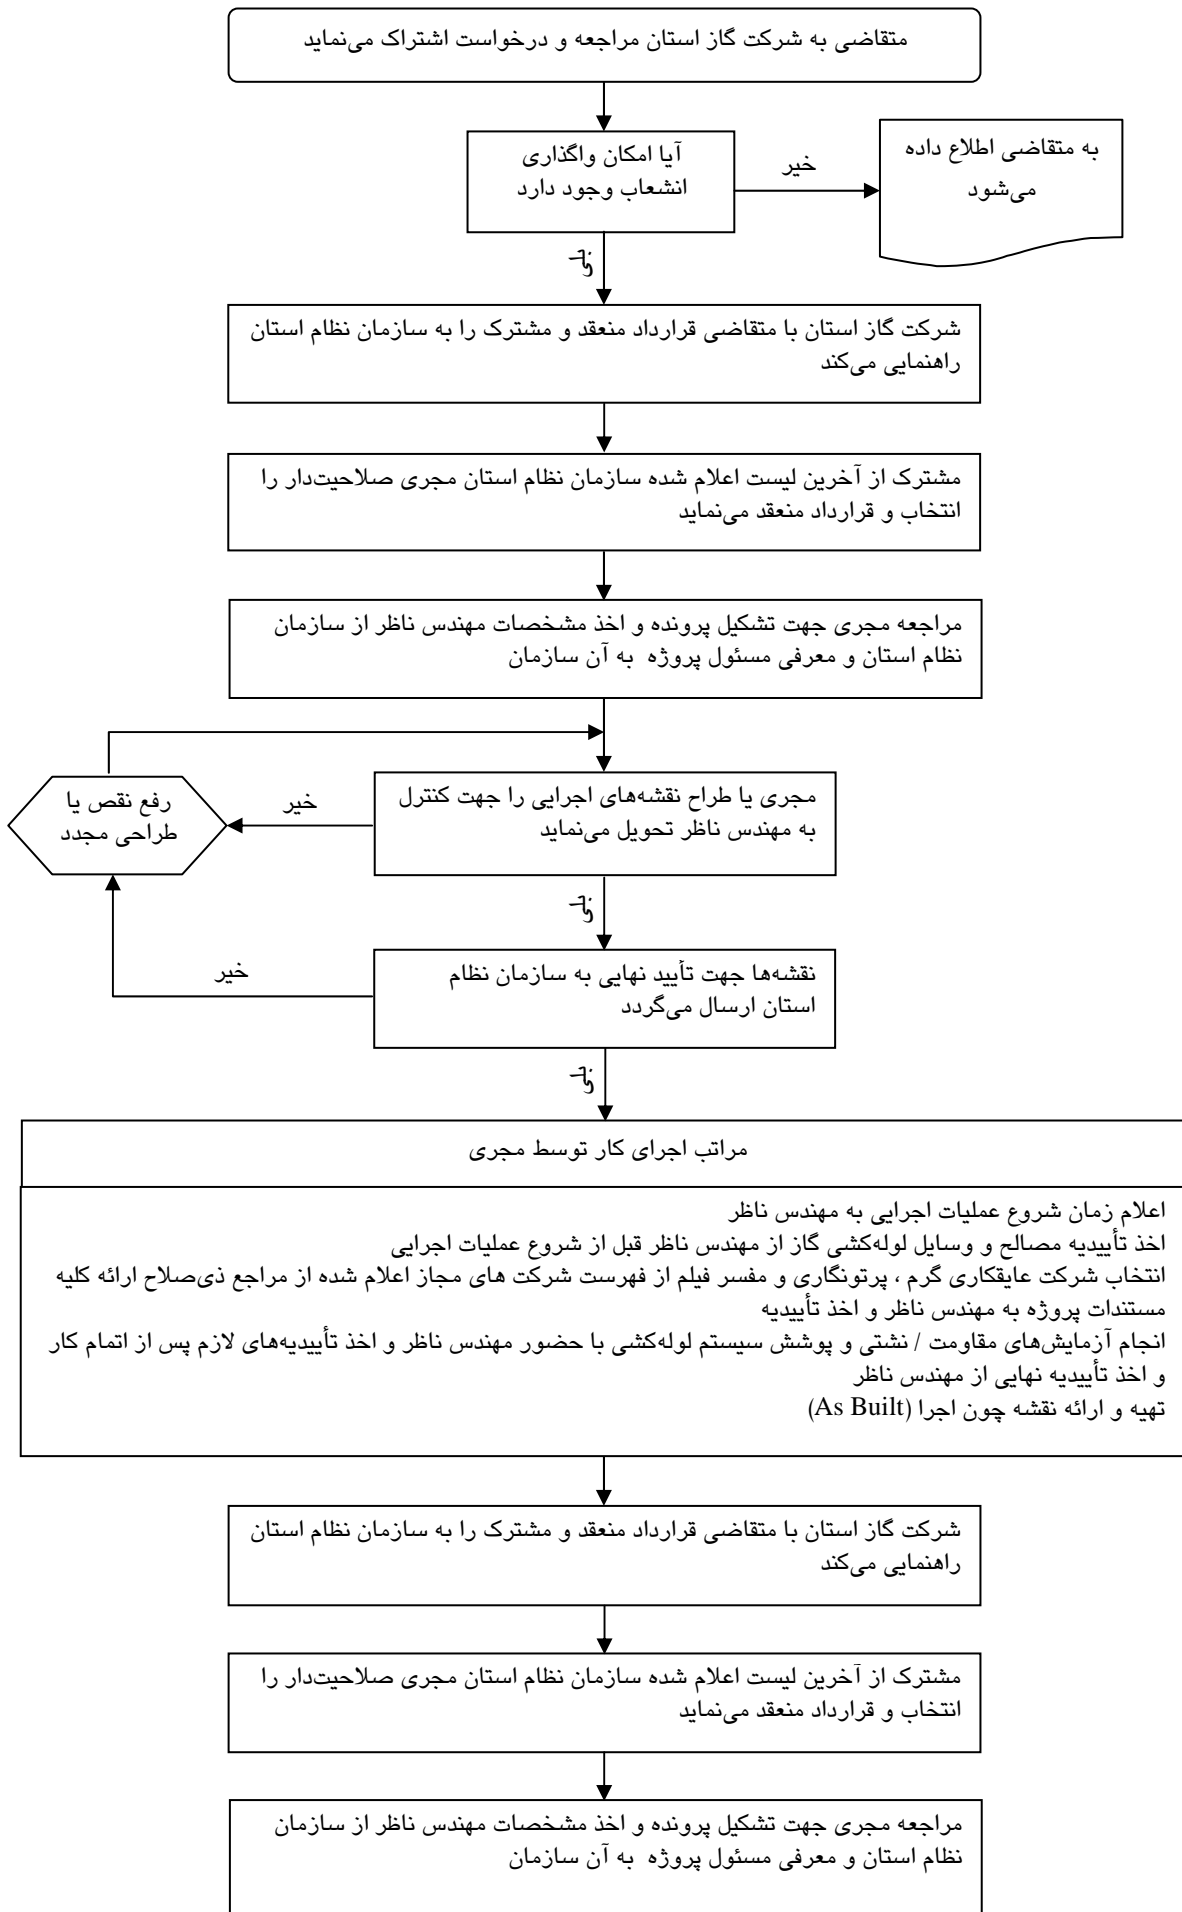 متقاضی به شرکت گاز استان مراجعه و درخواست اشتراک می‌نماید
آیا امکان واگذاری
انشعاب وجود دارد
خیر
به متقاضی اطلاع داده
می‌شود
بلی
شرکت گاز استان با متقاضی قرارداد منعقد و مشترک را به سازمان نظام استان
راهنمایی می‌کند
مشترک از آخرین لیست اعلام شده سازمان نظام استان مجری صلاحیت‌دار را
انتخاب و قرارداد منعقد می‌نماید
مراجعه مجری جهت تشکیل پرونده و اخذ مشخصات مهندس ناظر از سازمان
نظام استان و معرفی مسئول پروژه به آن سازمان
مجری یا طراح نقشه‌های اجرایی را جهت کنترل
به مهندس ناظر تحویل می‌نماید
خیر
رفع نقص یا
طراحی مجدد
بلی
نقشه‌ها جهت تأیید نهایی به سازمان نظام
استان ارسال می‌گردد
خیر
بلی
مراتب اجرای کار توسط مجری
اعلام زمان شروع عملیات اجرایی به مهندس ناظر
اخذ تأییدیه مصالح و وسایل لوله‌کشی گاز از مهندس ناظر قبل از شروع عملیات اجرایی
انتخاب شرکت عایقکاری گرم ، پرتونگاری و مفسر فیلم از فهرست شرکت های مجاز اعلام شده از مراجع ذی‌صلاح ارائه کلیه
مستندات پروژه به مهندس ناظر و اخذ تأییدیه
انجام آزمایش‌های مقاومت / نشتی و پوشش سیستم لوله‌کشی با حضور مهندس ناظر و اخذ تأییدیه‌های لازم پس از اتمام کار
و اخذ تأییدیه نهایی از مهندس ناظر
تهیه و ارائه نقشه چون اجرا (As Built)
شرکت گاز استان با متقاضی قرارداد منعقد و مشترک را به سازمان نظام استان
راهنمایی می‌کند
مشترک از آخرین لیست اعلام شده سازمان نظام استان مجری صلاحیت‌دار را
انتخاب و قرارداد منعقد می‌نماید
مراجعه مجری جهت تشکیل پرونده و اخذ مشخصات مهندس ناظر از سازمان
نظام استان و معرفی مسئول پروژه به آن سازمان